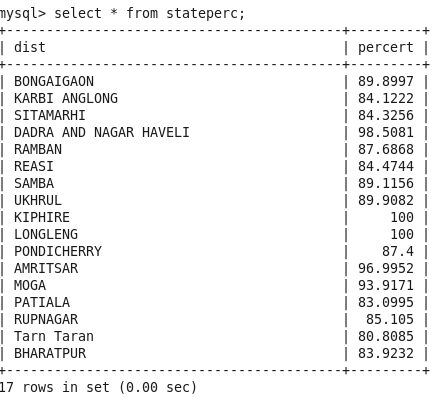 mysql> select * from stateperc;
+----------------------------------------+---------+
| dist | percert |
+----------------------------------------+---------+
| BONGAIGAON | 89.8997 |
| KARBI ANGLONG | 84.1222 |
| SITAMARHI | 84.3256 |
| DADRA AND NAGAR HAVELI | 98.5081 |
| RAMBAN | 87.6868 |
| REASI | 84.4744 |
| SAMBA | 89.1156 |
| UKHRUL | 89.9082 |
| KIPHIRE | 100 |
| LONGLENG | 100 |
| PONDICHERRY | 87.4 |
| AMRITSAR | 96.9952 |
| MOGA | 93.9171 |
| PATIALA | 83.0995 |
| RUPNAGAR | 85.105 |
| Tarn Taran | 80.8085 |
| BHARATPUR | 83.9232 |
+----------------------------------------+---------+
17 rows in set (0.00 sec)